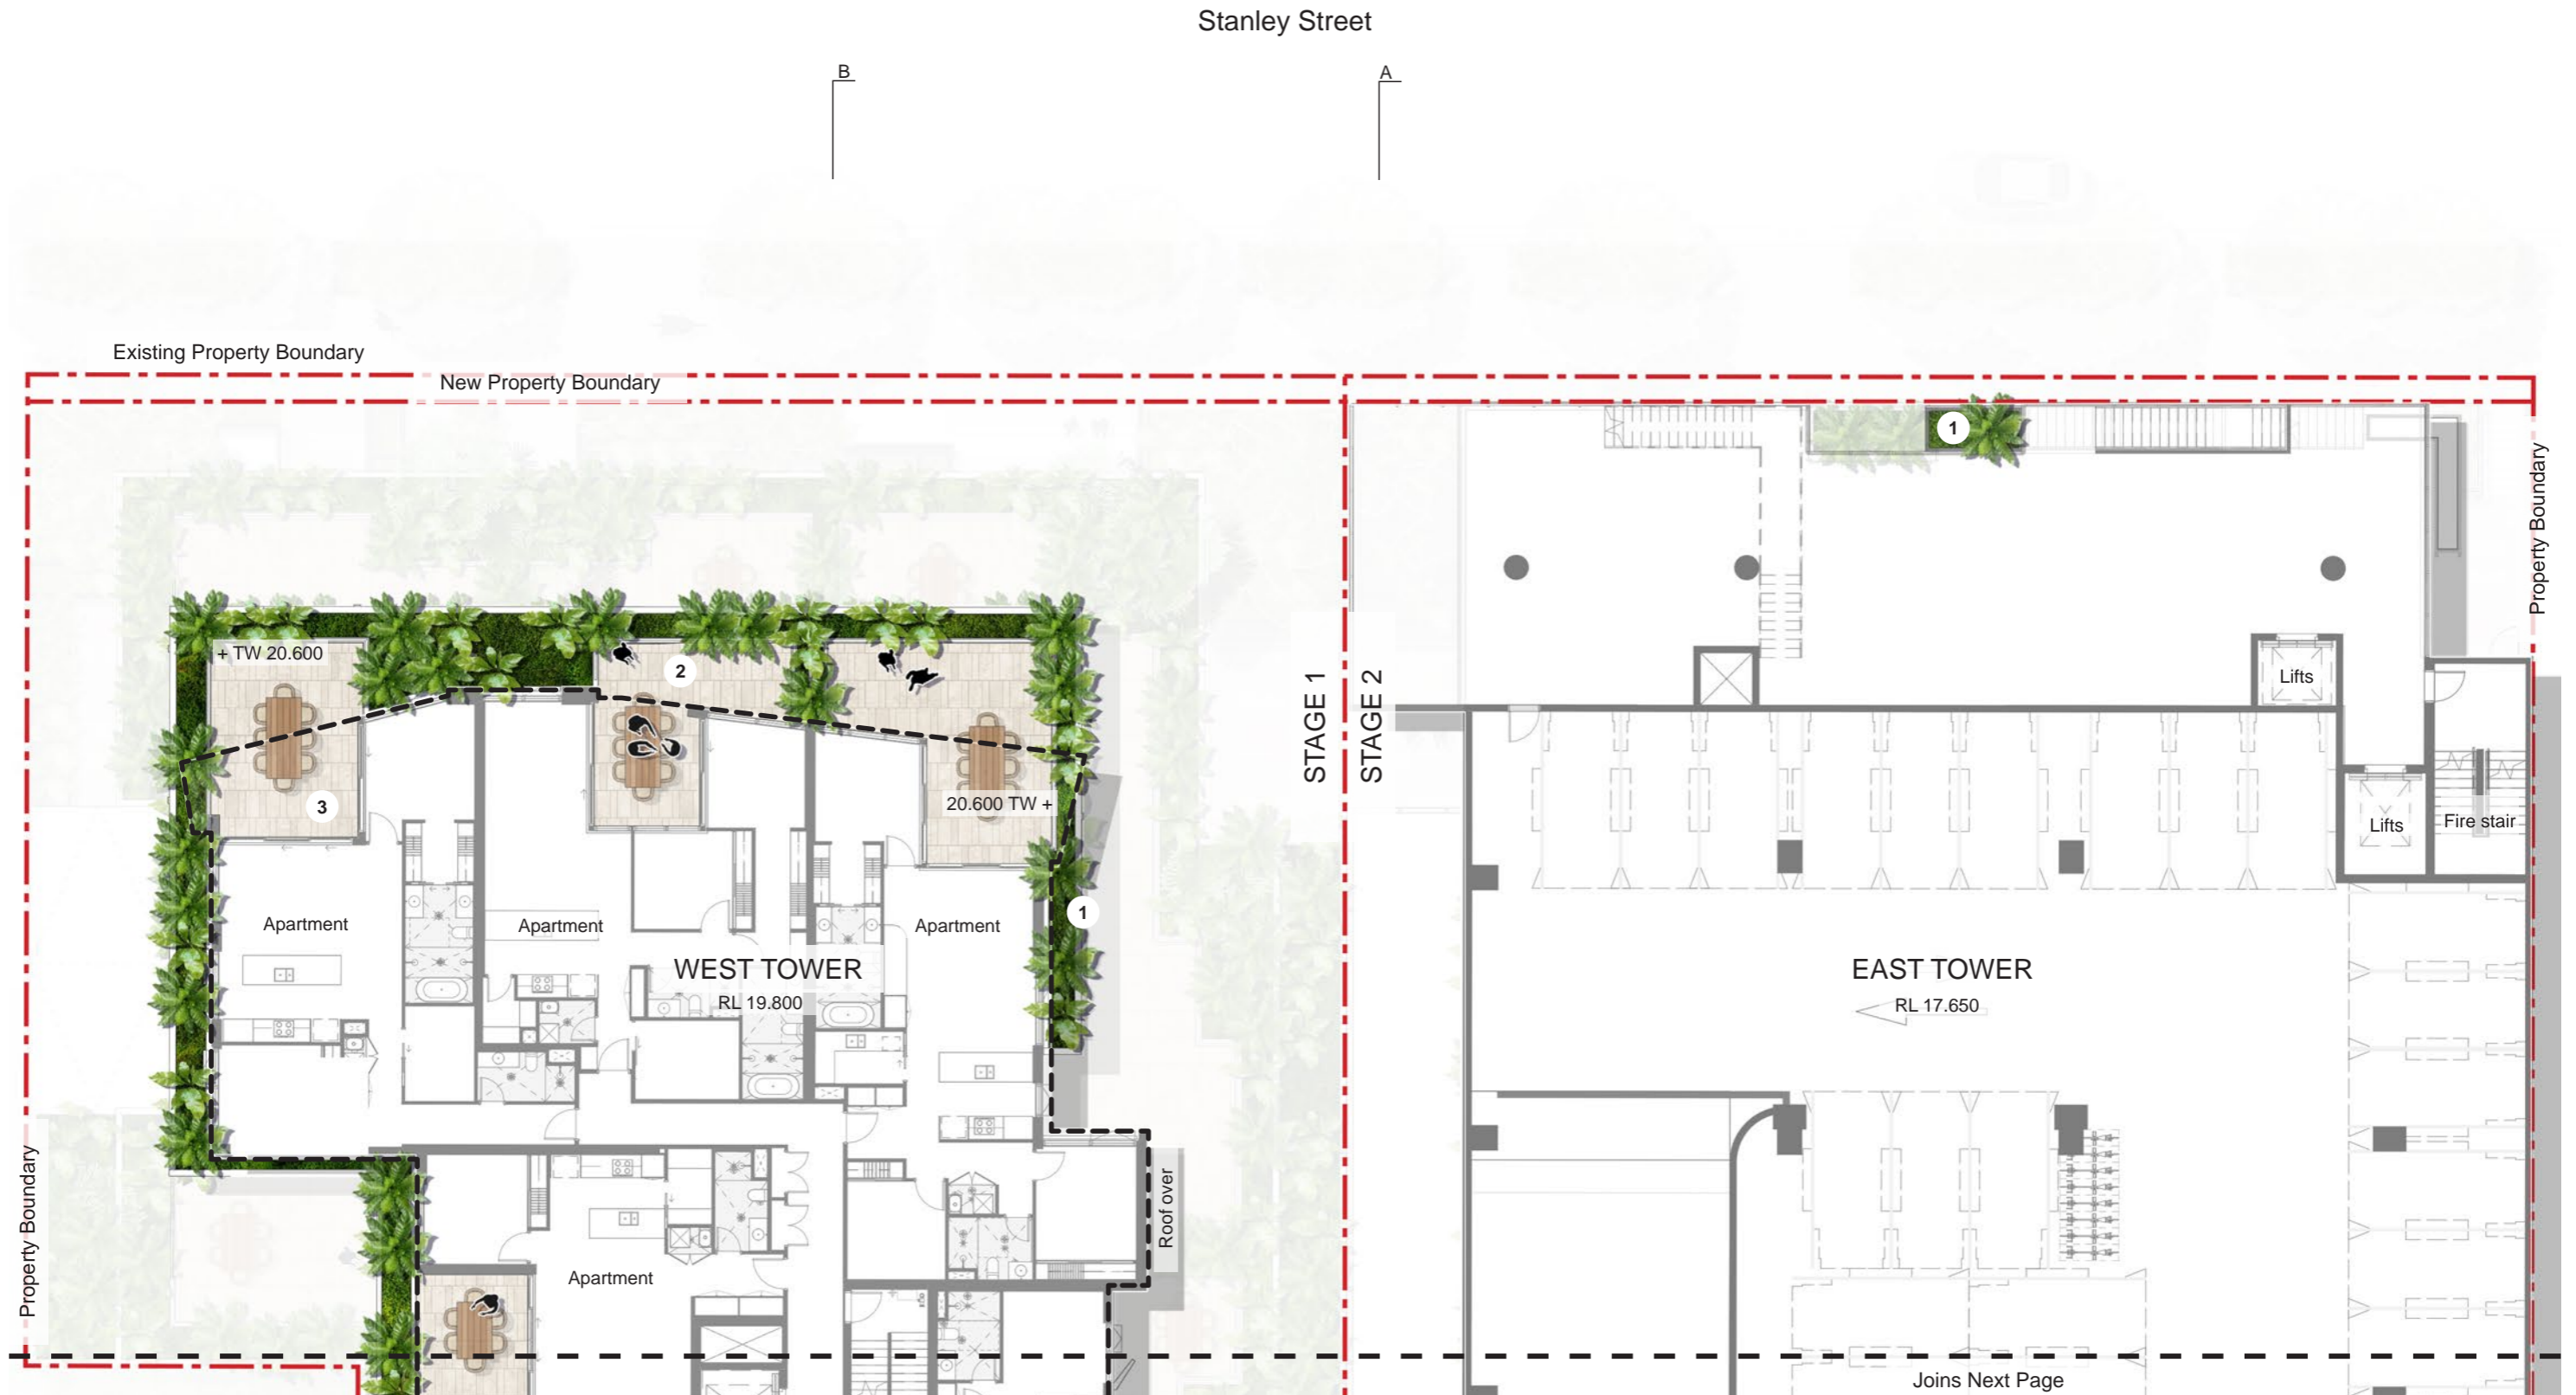 Stanley Street
B
A
Existing Property Boundary
New Property Boundary
1
Property Boundary
+ TW 20.600
2
Lifts
STAGE 1
STAGE 2
3
20.600 TW +
Lifts
Fire stair
Apartment
Apartment
Apartment
1
WEST TOWER
RL 19.800
EAST TOWER
RL 17.650
Property Boundary
Roof over
Apartment
Joins Next Page